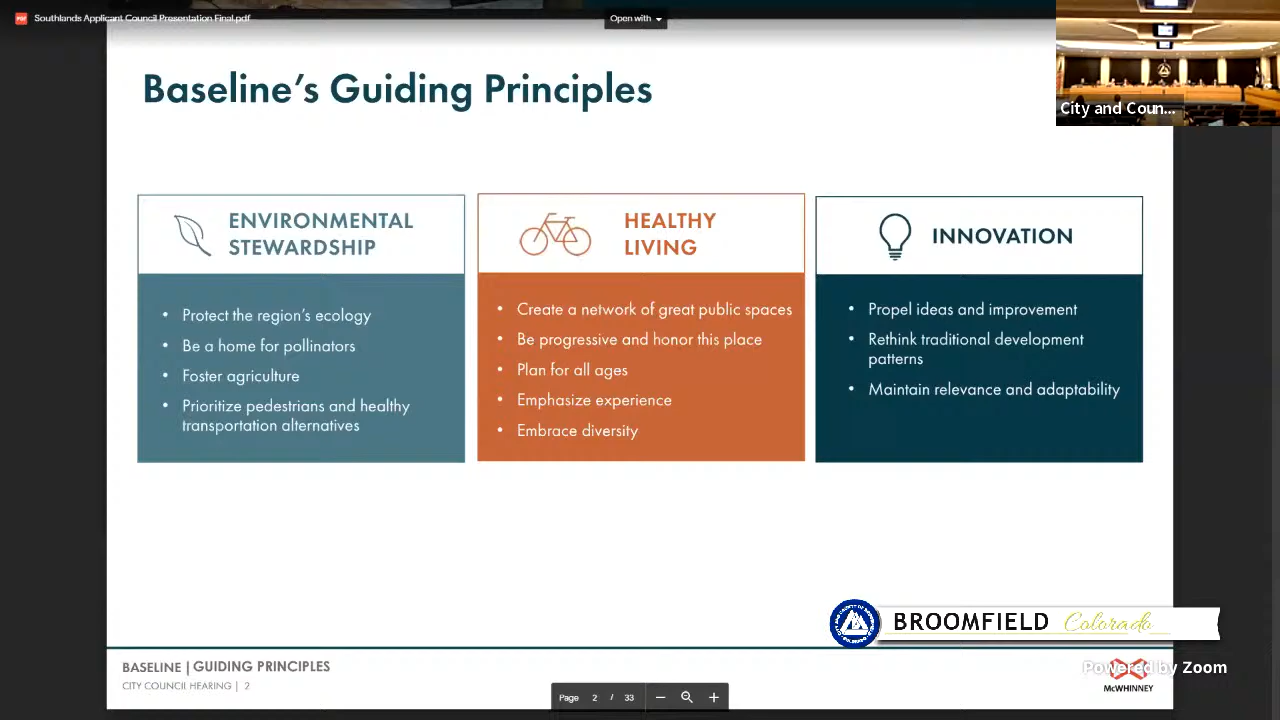 Southlands Applicant Council Presentation Final.pdf
Open with
City and Coun...
Baseline's Guiding Principles
ENVIRONMENTAL
STEWARDSHIP
• Protect the region's ecology
• Be a home for pollinators
• Foster agriculture
• Prioritize pedestrians and healthy
transportation alternatives
HEALTHY
LIVING
• Create a network of great public spaces
• Be progressive and honor this place
• Plan for all ages
• Emphasize experience
• Embrace diversity
INNOVATION
• Propel ideas and improvement
• Rethink traditional development
patterns
• Maintain relevance and adaptability
BROOMFIELD Colorado
BASELINE | GUIDING PRINCIPLES
CITY COUNCIL HEARING | 2
Powered by Zoom
McWHINNEY
Page 2 / 33